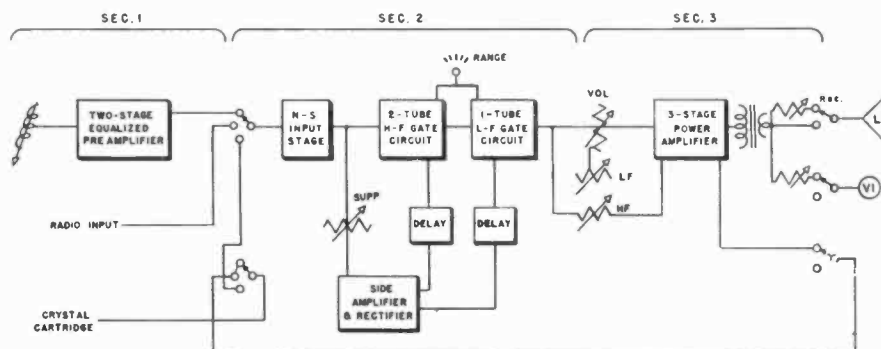 SEC. 1
SEC. 2
SEC. 3
RANGE
VOL
Rec.
TWO-STAGE
EQUALIZED
PREAMPLIFIER
N-S
INPUT
STAGE
2-TUBE
H-F GATE
CIRCUIT
1-TUBE
L-F GATE
CIRCUIT
3-STAGE
POWER
AMPLIFIER
L
LF
VI
SUPP
HF
RADIO INPUT
DELAY
DELAY
SIDE
AMPLIFIER
& RECTIFIER
CRYSTAL
CARTRIDGE